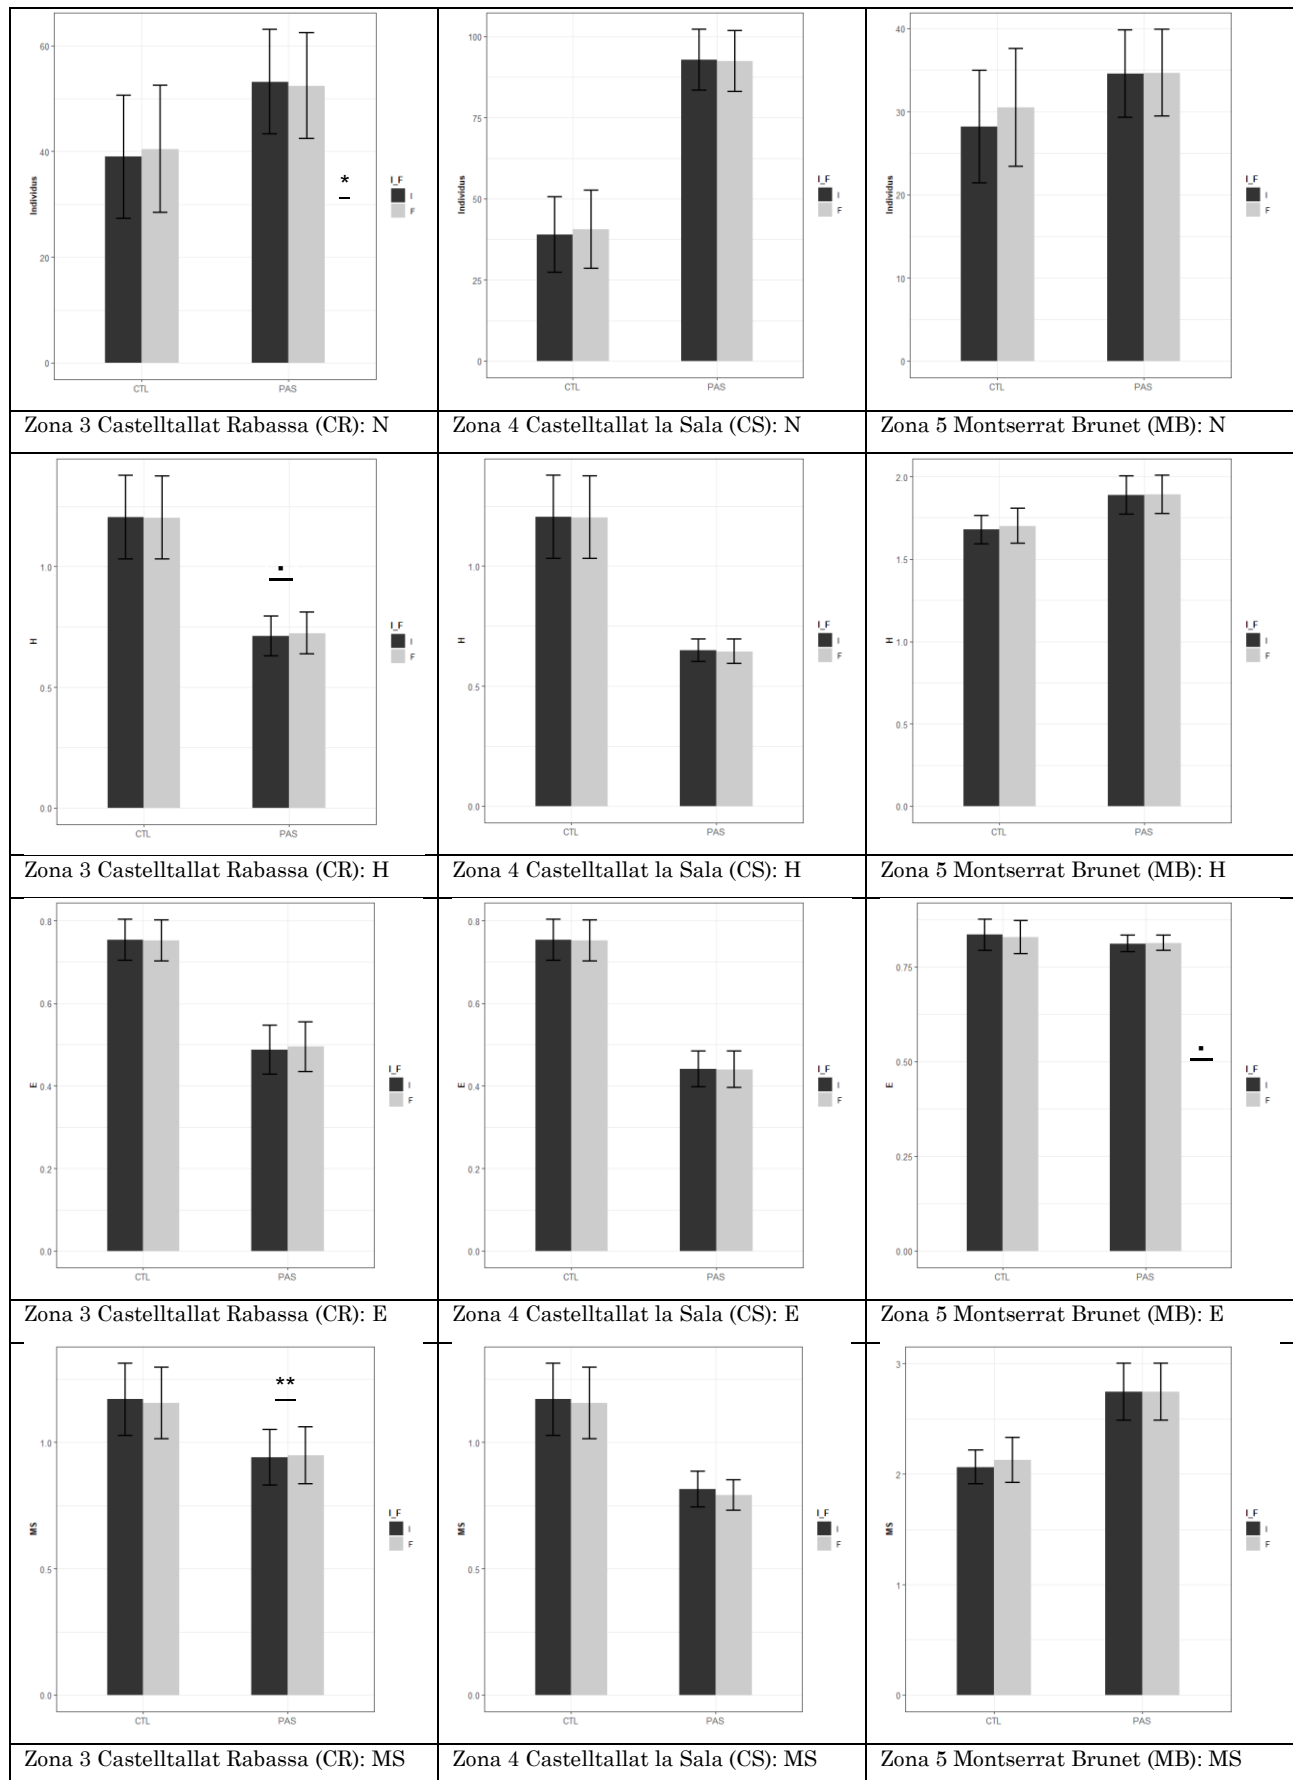 60
40
20
0
Individus
CTL
PAS
*
I_F
I
F
100
75
50
25
0
Individus
CTL
PAS
I_F
I
F
40
30
20
10
0
Individus
CTL
PAS
I_F
I
F
Zona 3 Castelltallat Rabassa (CR): N
Zona 4 Castelltallat la Sala (CS): N
Zona 5 Montserrat Brunet (MB): N
1.0
0.5
0.0
H
CTL
PAS
.
I_F
I
F
1.0
0.5
0.0
H
CTL
PAS
I_F
I
F
2.0
1.5
1.0
0.5
0.0
H
CTL
PAS
I_F
I
F
Zona 3 Castelltallat Rabassa (CR): H
Zona 4 Castelltallat la Sala (CS): H
Zona 5 Montserrat Brunet (MB): H
0.8
0.6
0.4
0.2
0.0
E
CTL
PAS
I_F
I
F
0.8
0.6
0.4
0.2
0.0
E
CTL
PAS
I_F
I
F
0.75
0.50
0.25
0.00
E
CTL
PAS
.
I_F
I
F
Zona 3 Castelltallat Rabassa (CR): E
Zona 4 Castelltallat la Sala (CS): E
Zona 5 Montserrat Brunet (MB): E
1.0
0.5
0.0
MS
CTL
PAS
**
I_F
I
F
1.0
0.5
0.0
MS
CTL
PAS
I_F
I
F
3
2
1
0
MS
CTL
PAS
I_F
I
F
Zona 3 Castelltallat Rabassa (CR): MS
Zona 4 Castelltallat la Sala (CS): MS
Zona 5 Montserrat Brunet (MB): MS